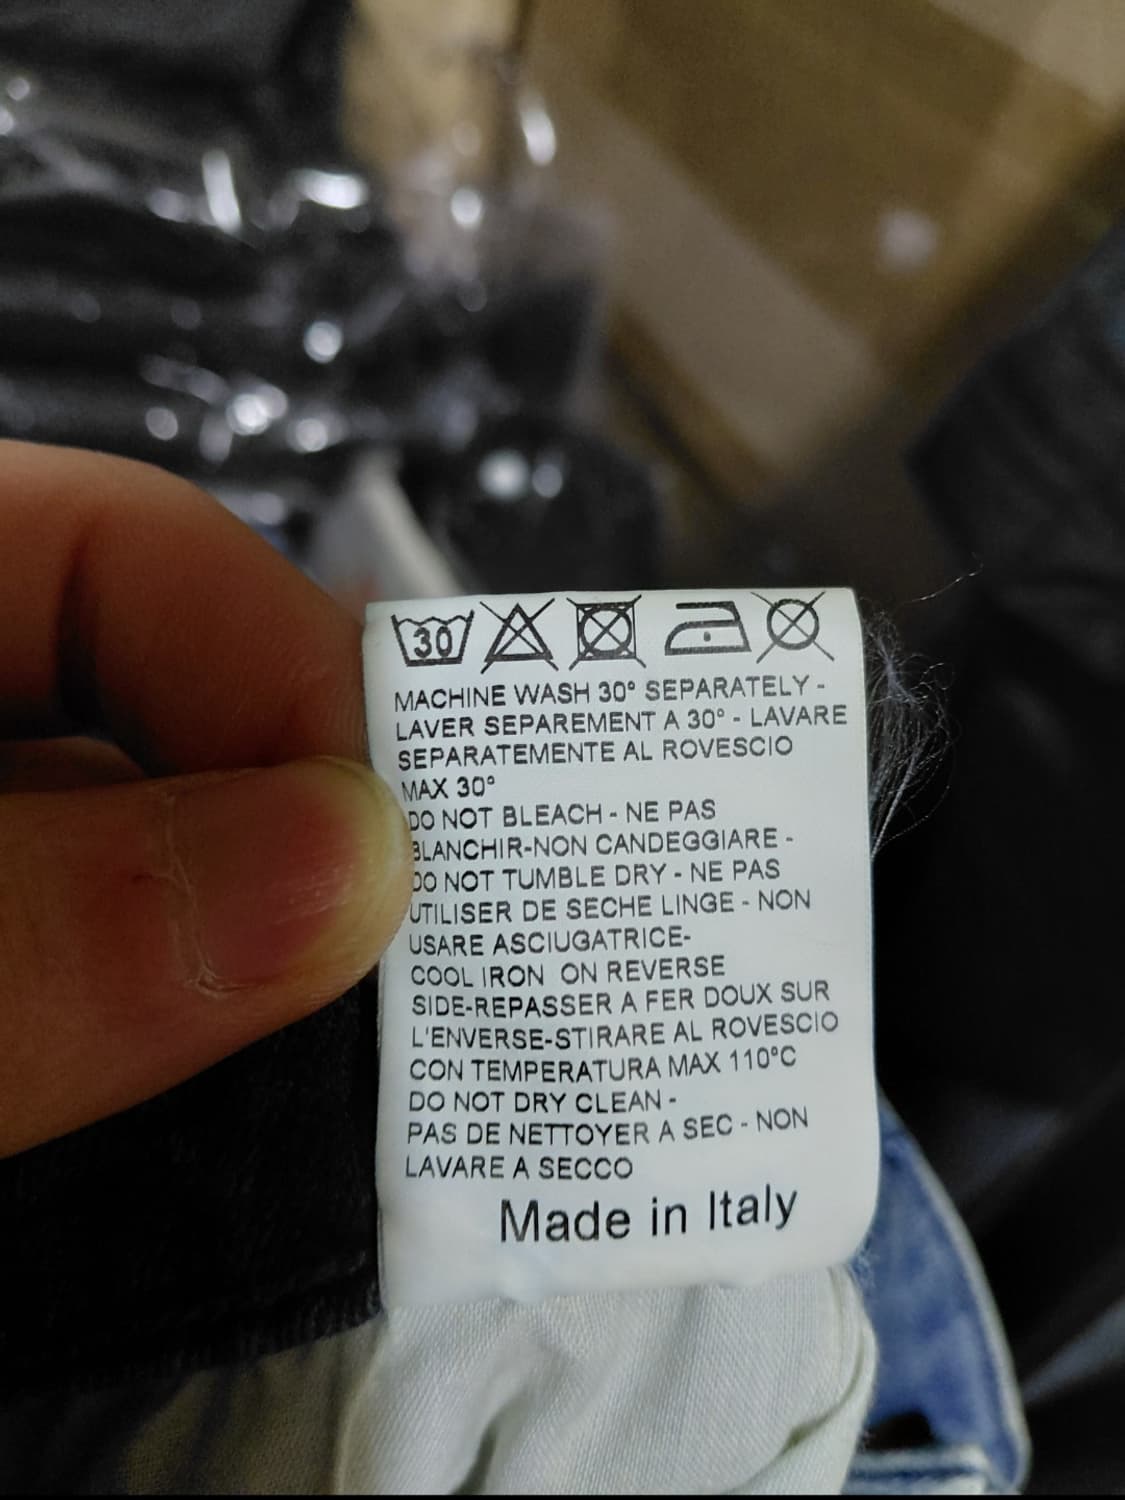 30
MACHINE WASH 30° SEPARATELY -
LAVER SEPAREMENT A 30° - LAVARE
SEPARATEMENTE AL ROVESCIO
MAX 30°
DO NOT BLEACH - NE PAS
BLANCHIR-NON CANDEGGIARE -
DO NOT TUMBLE DRY - NE PAS
UTILISER DE SECHE LINGE - NON
USARE ASCIUGATRICE-
COOL IRON ON REVERSE
SIDE-REPASSER A FER DOUX SUR
L'ENVERSE-STIRARE AL ROVESCIO
CON TEMPERATURA MAX 110°C
DO NOT DRY CLEAN -
PAS DE NETTOYER A SEC - NON
LAVARE A SECCO
Made in Italy